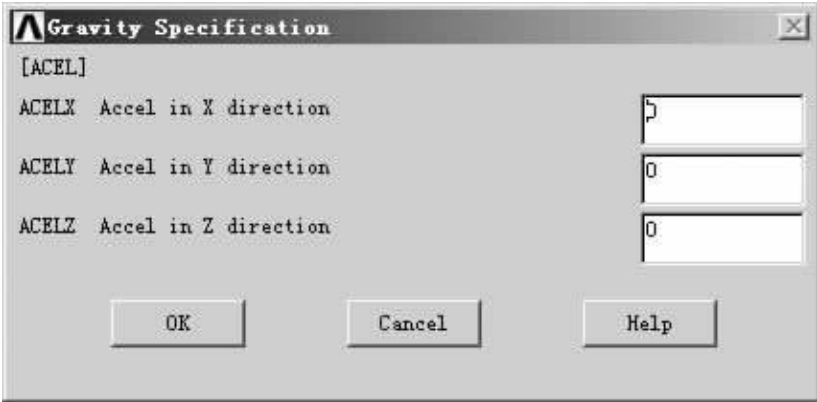 Gravity Specification
[ACEL]
ACELX Accel in X direction
ACELY Accel in Y direction
0
ACELZ Accel in Z direction
0
OK Cancel Help